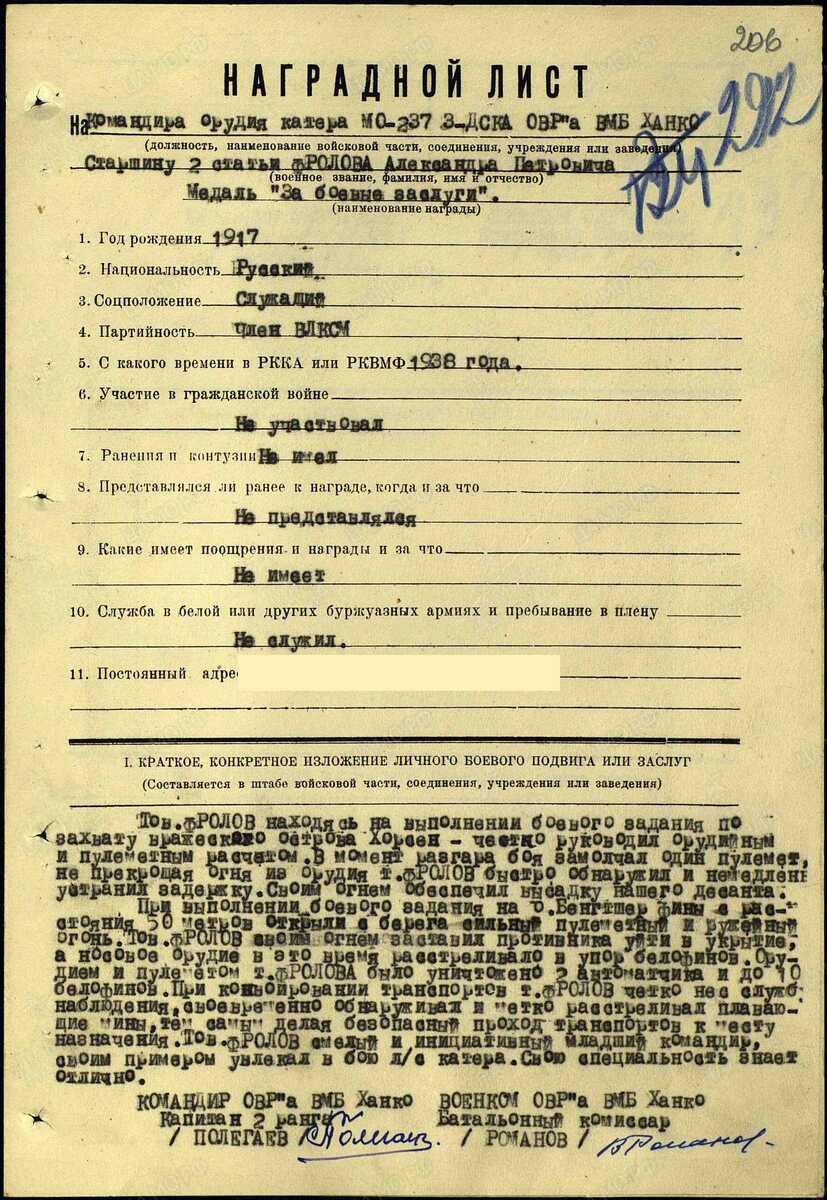 206
НАГРАДНОЙ ЛИСТ
292
На Командира орудия катера МО-237 3-ДСКА ОВР"а ВМБ ХАНКО
(должность, наименование войсковой части, соединения, учреждения или заведения)
Старшину 2 статьи ФРОЛОВА Александра Петровича
(военное звание, фамилия, имя и отчество)
Медаль "За боевые заслуги".
(наименование награды)
1. Год рождения 1917
2. Национальность Русский
3. Соцположение Служащий
4. Партийность Член ВЛКСМ
5. С какого времени в РККА или РКВМФ 1938 года.
6. Участие в гражданской войне
Не участвовал
7. Ранения и контузии Не имел
8. Представлялся ли ранее к награде, когда и за что
Не представлялся
9. Какие имеет поощрения и награды и за что
Не имеет
10. Служба в белой или других буржуазных армиях и пребывание в плену
Не служил.
11. Постоянный адре
I. КРАТКОЕ, КОНКРЕТНОЕ ИЗЛОЖЕНИЕ ЛИЧНОГО БОЕВОГО ПОДВИГА ИЛИ ЗАСЛУГ
(Составляется в штабе войсковой части, соединения, учреждения или заведения)
Тов.ФРОЛОВ находясь на выполнении боевого задания по
захвату вражеского острова Хорсен - четко руководил орудийным
и пулеметным расчетом. В момент разгара боя замолчал один пулемет,
не прекрощая огня из орудия т.ФРОЛОВ быстро обнаружил и немедленн
устранил задержку. Своим огнем обеспечил высадку нашего десанта.
При выполнении боевого задания на о.Бенгтшер фины с рас-
стояния 50 метров открыли с берега сильный пулеметный и ружейный
огонь. Тов.ФРОЛОВ своим огнем заставил противника уйти в укрытие,
а носовое орудие в это время расстреливало в упор белофинов. Ору-
дием и пулеметом т.ФРОЛОВА было уничтожено 2 автоматчика и до 10
белофинов. При конвоировании транспортов т.ФРОЛОВ четко нес служб
наблюдения, своевременно обнаруживал и метко расстреливал плаваю-
щие мины, тем самым делая безопасный проход транспортов к месту
назначения. Тов.ФРОЛОВ смелый и инициативный младший командир,
своим примером увлекал в бою л/с катера. Свою специальность знает
отлично.
КОМАНДИР ОВР"а ВМБ Ханко ВОЕНКОМ ОВР"а ВМБ Ханко
Капитан 2 ранга Батальонный комиссар
/ ПОЛЕГАЕВ / / РОМАНОВ /